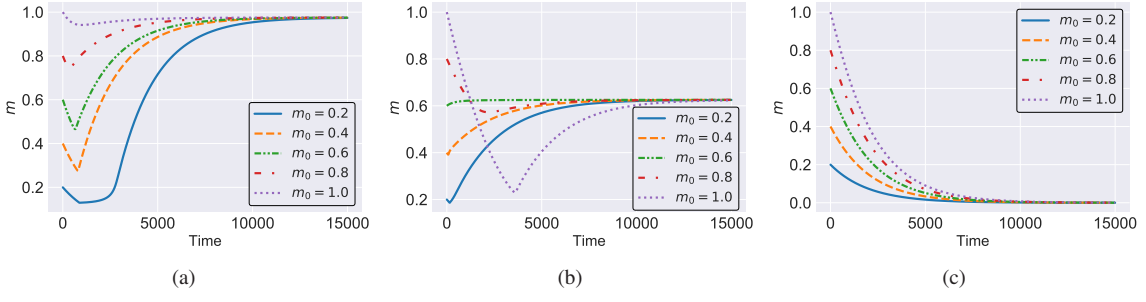 1.0
0.8
0.6
0.4
0.2
m
0
5000
10000
15000
Time
m₀ = 0.2
m₀ = 0.4
m₀ = 0.6
m₀ = 0.8
m₀ = 1.0
(a)
1.0
0.8
0.6
0.4
0.2
m
0
5000
10000
15000
Time
m₀ = 0.2
m₀ = 0.4
m₀ = 0.6
m₀ = 0.8
m₀ = 1.0
(b)
1.0
0.8
0.6
0.4
0.2
0.0
m
0
5000
10000
15000
Time
m₀ = 0.2
m₀ = 0.4
m₀ = 0.6
m₀ = 0.8
m₀ = 1.0
(c)